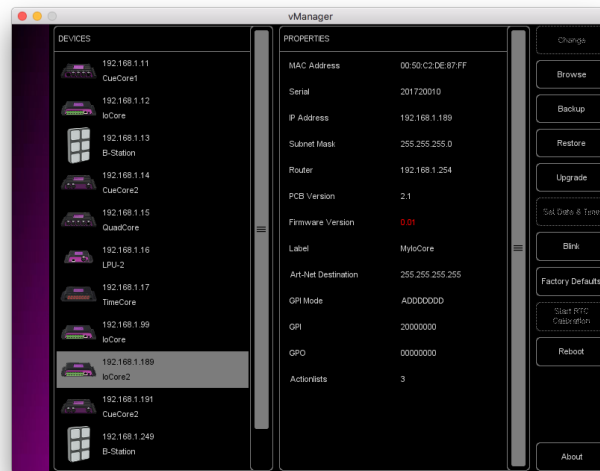 vManager
DEVICES
192.168.1.11
CueCore1
192.168.1.12
IoCore
192.168.1.13
B-Station
192.168.1.14
CueCore2
192.168.1.15
QuadCore
192.168.1.16
LPU-2
192.168.1.17
TimeCore
192.168.1.99
IoCore
192.168.1.189
IoCore2
192.168.1.191
CueCore2
192.168.1.249
B-Station
PROPERTIES
MAC Address 00:50:C2:DE:87:FF
Serial 201720010
IP Address 192.168.1.189
Subnet Mask 255.255.255.0
Router 192.168.1.254
PCB Version 2.1
Firmware Version 0.01
Label MyIoCore
Art-Net Destination 255.255.255.255
GPI Mode ADDDDDDD
GPI 20000000
GPO 00000000
Actionlists 3
Change
Browse
Backup
Restore
Upgrade
Set Date & Time
Blink
Factory Defaults
Start RTC
Calibration
Reboot
About